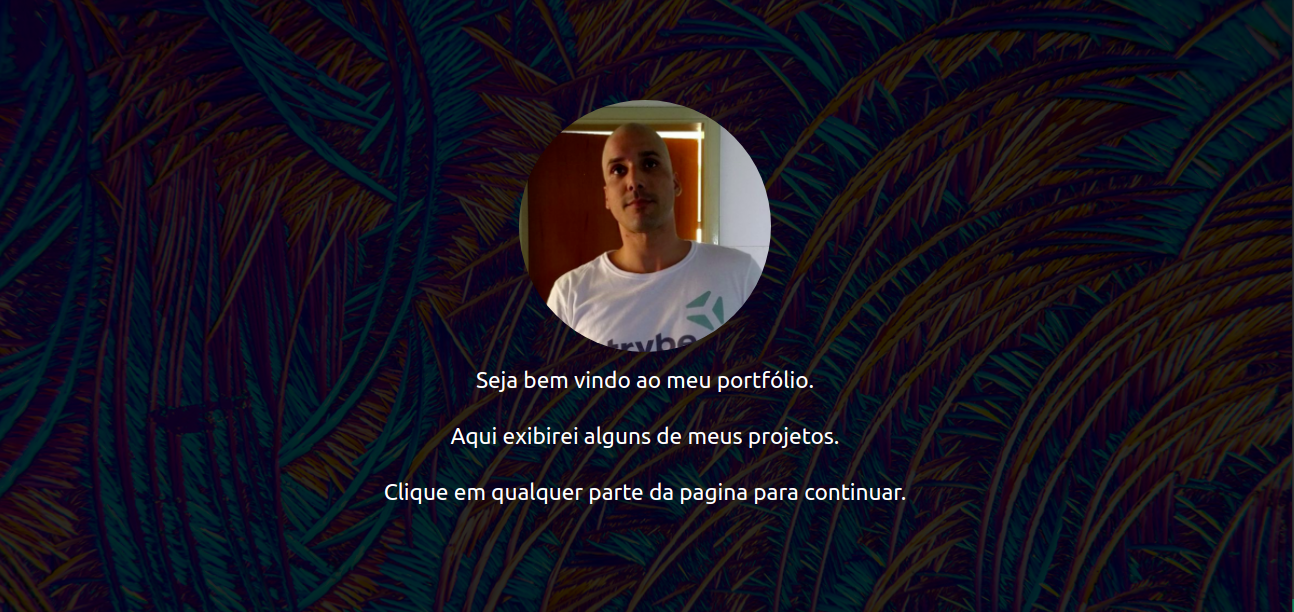 trybe
Seja bem vindo ao meu portfólio.
Aqui exibirei alguns de meus projetos.
Clique em qualquer parte da pagina para continuar.